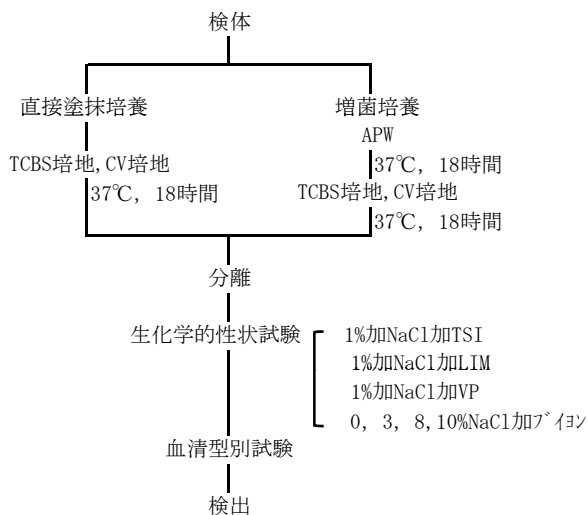 検体
直接塗抹培養
TCBS培地,CV培地
37℃, 18時間
増菌培養
APW
37℃, 18時間
TCBS培地,CV培地
37℃, 18時間
分離
生化学的性状試験
1%加NaCl加TSI
1%加NaCl加LIM
1%加NaCl加VP
0, 3, 8,10%NaCl加ﾌﾞｲﾖﾝ
血清型別試験
検出